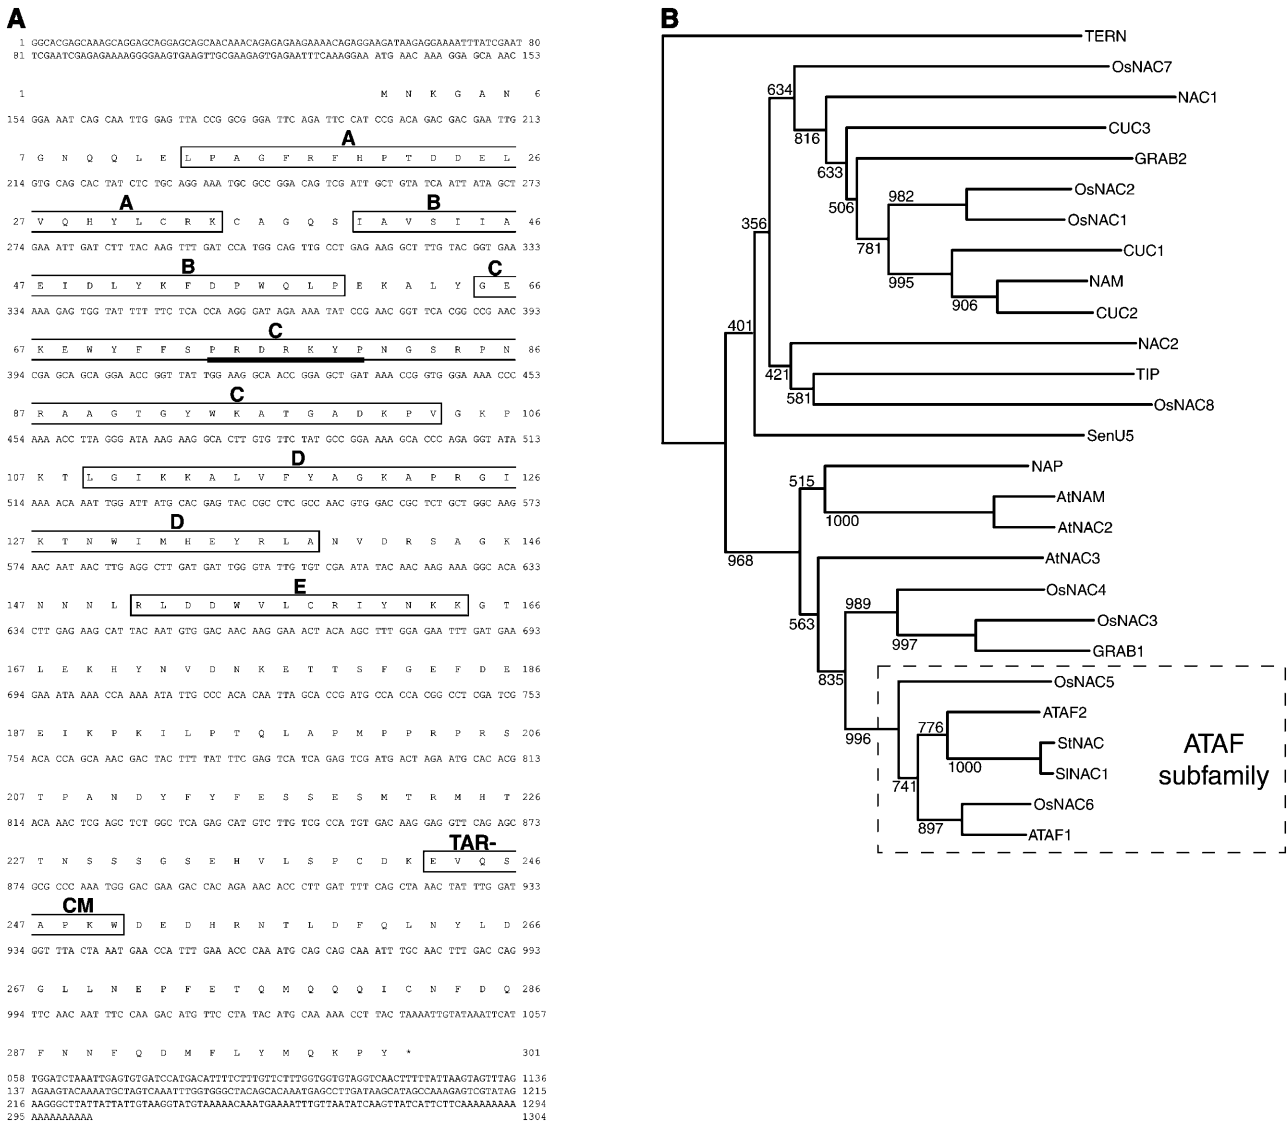 A
1 GGCACGAGCAAAGCAGGAGCAGGAGCAGCAACAAACAGAGAGAAGAAAACAGAGGAAGATAAGAGGAAAATTTATCGAAT 80
81 TCGAATCGAGAGAAAAGGGGAAGTGAAGTTGCGAAGAGTGAGAATTTCAAAGGAA ATG AAC AAA GGA GCA AAC 153
1 M N K G A N 6
154 GGA AAT CAG CAA TTG GAG TTA CCG GCG GGA TTC AGA TTC CAT CCG ACA GAC GAC GAA TTG 213
A
7 G N Q Q L E L P A G F R F H P T D D E L 26
214 GTG CAG CAC TAT CTC TGC AGG AAA TGC GCC GGA CAG TCG ATT GCT GTA TCA ATT ATA GCT 273
A B
27 V Q H Y L C R K C A G Q S I A V S I I A 46
274 GAA ATT GAT CTT TAC AAG TTT GAT CCA TGG CAG TTG CCT GAG AAG GCT TTG TAC GGT GAA 333
B C
47 E I D L Y K F D P W Q L P E K A L Y G E 66
334 AAA GAG TGG TAT TTT TTC TCA CCA AGG GAT AGA AAA TAT CCG AAC GGT TCA CGG CCG AAC 393
C
67 K E W Y F F S P R D R K Y P N G S R P N 86
394 CGA GCA GCA GGA ACC GGT TAT TGG AAG GCA ACC GGA GCT GAT AAA CCG GTG GGA AAA CCC 453
C
87 R A A G T G Y W K A T G A D K P V G K P 106
454 AAA ACC TTA GGG ATA AAG AAG GCA CTT GTG TTC TAT GCC GGA AAA GCA CCC AGA GGT ATA 513
D
107 K T L G I K K A L V F Y A G K A P R G I 126
514 AAA ACA AAT TGG ATT ATG CAC GAG TAC CGC CTC GCC AAC GTG GAC CGC TCT GCT GGC AAG 573
D
127 K T N W I M H E Y R L A N V D R S A G K 146
574 AAC AAT AAC TTG AGG CTT GAT GAT TGG GTA TTG TGT CGA ATA TAC AAC AAG AAA GGC ACA 633
E
147 N N N L R L D D W V L C R I Y N K K G T 166
634 CTT GAG AAG CAT TAC AAT GTG GAC AAC AAG GAA ACT ACA AGC TTT GGA GAA TTT GAT GAA 693
167 L E K H Y N V D N K E T T S F G E F D E 186
694 GAA ATA AAA CCA AAA ATA TTG CCC ACA CAA TTA GCA CCG ATG CCA CCA CGG CCT CGA TCG 753
187 E I K P K I L P T Q L A P M P P R P R S 206
754 ACA CCA GCA AAC GAC TAC TTT TAT TTC GAG TCA TCA GAG TCG ATG ACT AGA ATG CAC ACG 813
207 T P A N D Y F Y F E S S E S M T R M H T 226
814 ACA AAC TCG AGC TCT GGC TCA GAG CAT GTC TTG TCG CCA TGT GAC AAG GAG GTT CAG AGC 873
TAR-
227 T N S S S G S E H V L S P C D K E V Q S 246
874 GCG CCC AAA TGG GAC GAA GAC CAC AGA AAC ACC CTT GAT TTT CAG CTA AAC TAT TTG GAT 933
CM
247 A P K W D E D H R N T L D F Q L N Y L D 266
934 GGT TTA CTA AAT GAA CCA TTT GAA ACC CAA ATG CAG CAG CAA ATT TGC AAC TTT GAC CAG 993
267 G L L N E P F E T Q M Q Q Q I C N F D Q 286
994 TTC AAC AAT TTC CAA GAC ATG TTC CTA TAC ATG CAA AAA CCT TAC TAAAATTGTATAAATTCAT 1057
287 F N N F Q D M F L Y M Q K P Y * 301
058 TGGATCTAAATTGAGTGTGATCCATGACATTTTCTTTGTTCTTTGGTGGTGTAGGTCAACTTTTTATTAAGTAGTTTAG 1136
137 AGAAGTACAAAATGCTAGTCAAATTTGGTGGGCTACAGCACAAATGAGCCTTGATAAGCATAGCCAAAGAGTCGTATAG 1215
216 AAGGGCTTATTATTATTGTAAGGTATGTAAAAACAAATGAAAATTTGTTAATATCAAGTTATCATTCTTCAAAAAAAAA 1294
295 AAAAAAAAAA 1304
B
TERN
OsNAC7
634
NAC1
CUC3
816
GRAB2
633
OsNAC2
982
506
OsNAC1
356
781
CUC1
995
NAM
906
CUC2
401
NAC2
421
TIP
581
OsNAC8
SenU5
NAP
515
AtNAM
1000
AtNAC2
968
AtNAC3
OsNAC4
989
563
OsNAC3
997
GRAB1
835
OsNAC5
ATAF2
776
996
StNAC
1000
SlNAC1
741
OsNAC6
897
ATAF1
ATAF
subfamily